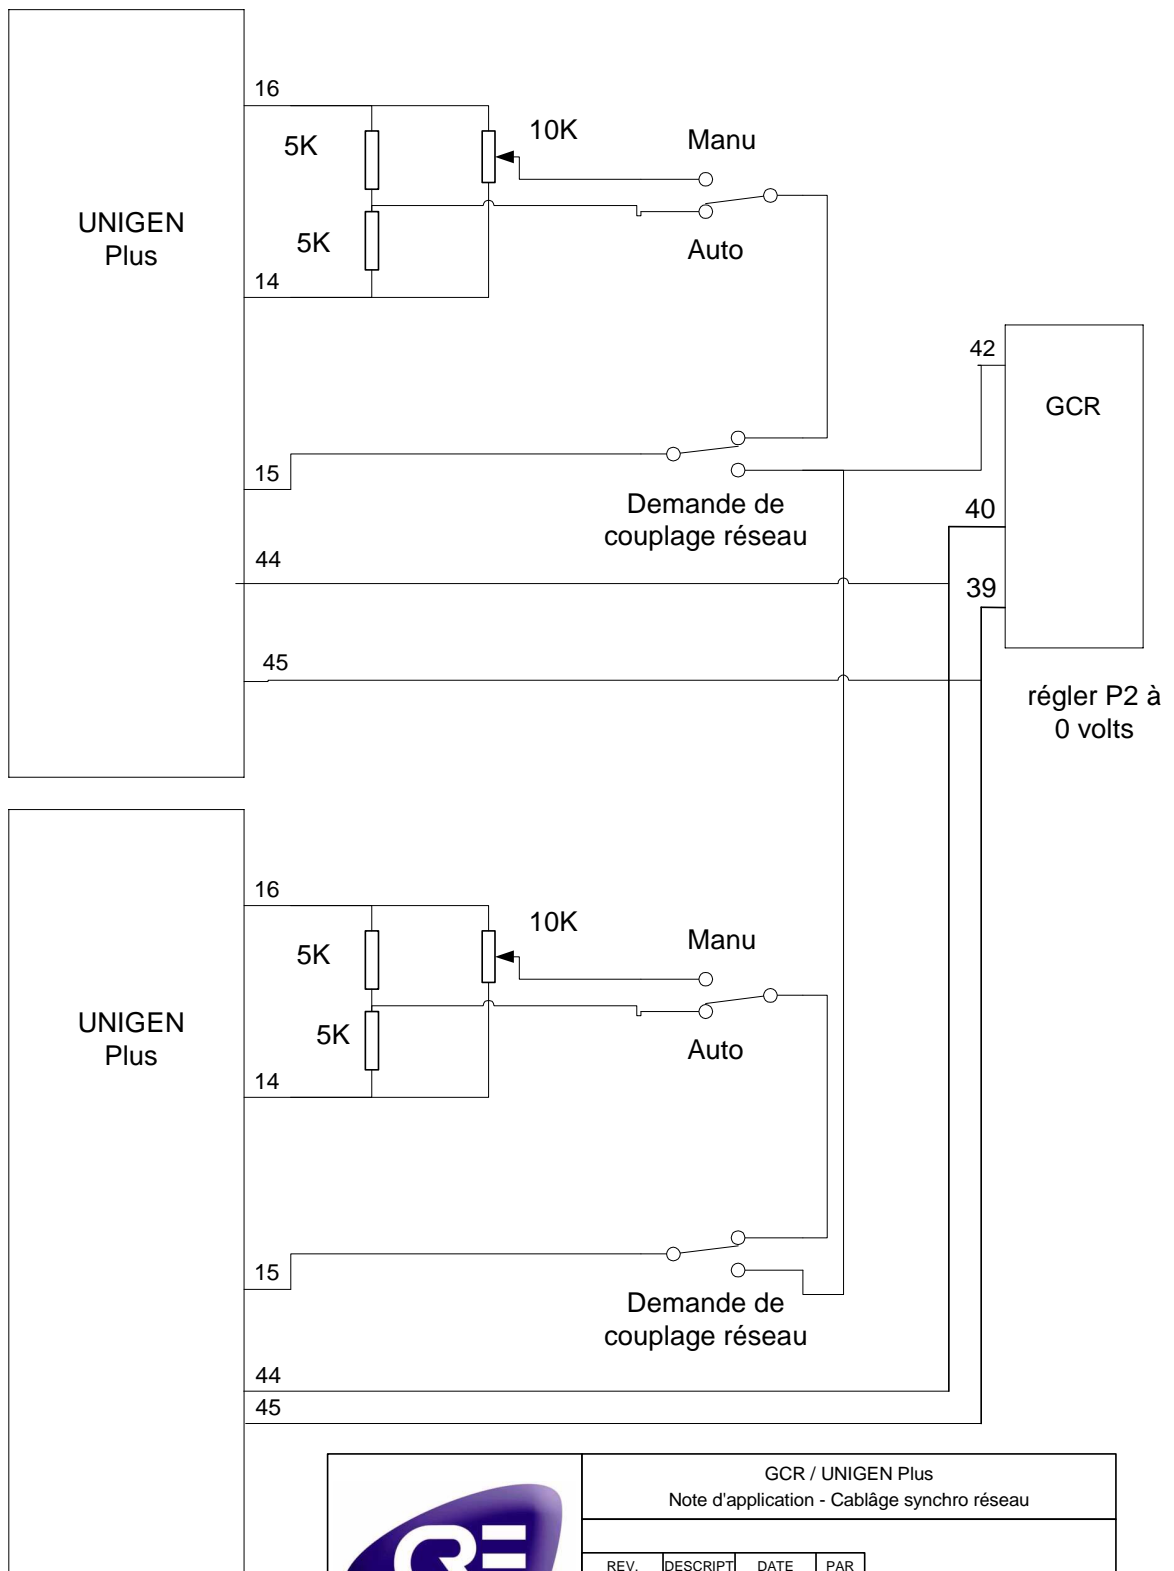 16
10K
Manu
5K
UNIGEN
Plus
5K
Auto
14
42
GCR
15
Demande de
couplage réseau
40
44
39
45
régler P2 à
0 volts
16
10K
Manu
5K
UNIGEN
Plus
5K
Auto
14
15
Demande de
couplage réseau
44
45
GCR / UNIGEN Plus
Note d'application - Cablâge synchro réseau
CRE
REV. DESCRIPT DATE PAR